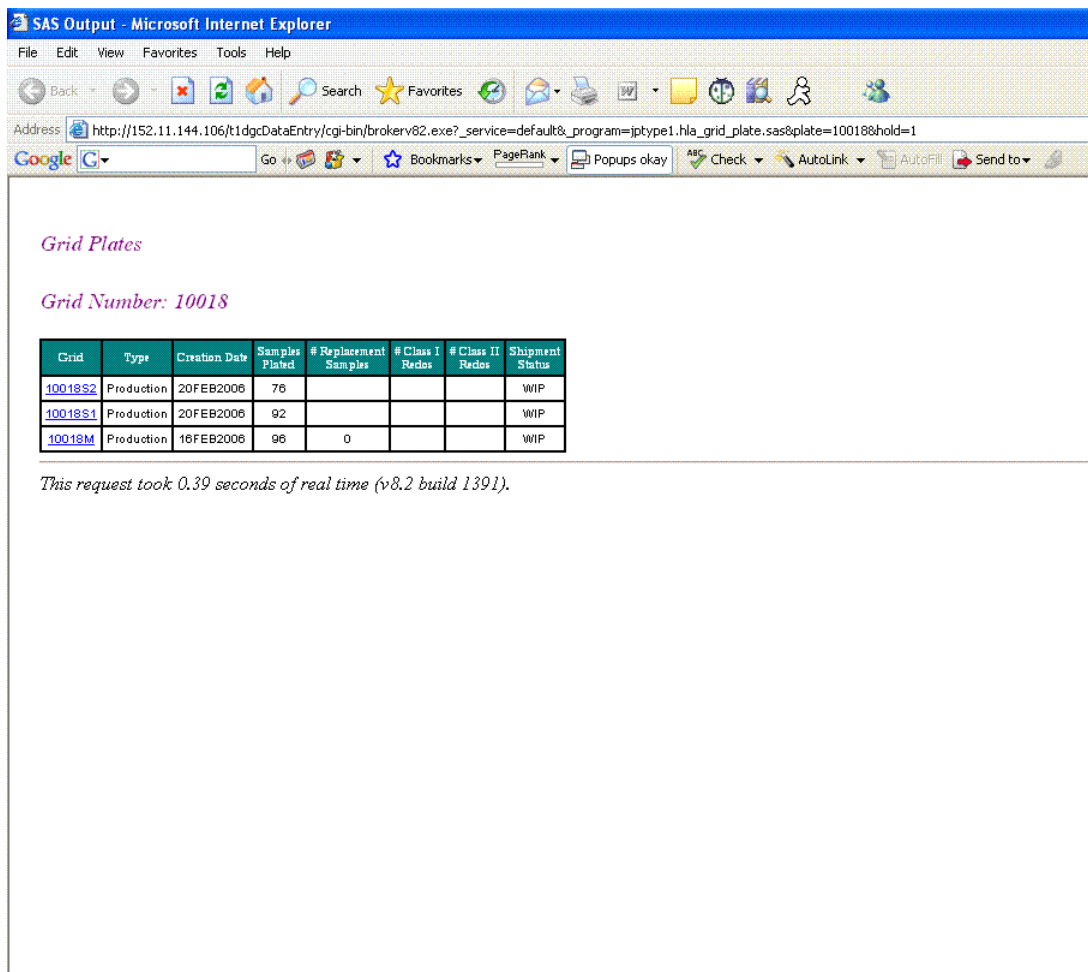 SAS Output - Microsoft Internet Explorer
File Edit View Favorites Tools Help
Back Search Favorites
Address http://152.11.144.106/t1dgcDataEntry/cgi-bin/brokerv82.exe?_service=default&_program=jptype1.hla_grid_plate.sas&plate=10018&hold=1
Google G Go Bookmarks PageRank Popups okay ABC Check AutoLink AutoFill Send to
Grid Plates
Grid Number: 10018
Grid Type Creation Date Samples Plated # Replacement Samples # Class I Redos # Class II Redos Shipment Status
10018S2 Production 20FEB2006 76 WIP
10018S1 Production 20FEB2006 92 WIP
10018M Production 16FEB2006 96 0 WIP
This request took 0.39 seconds of real time (v8.2 build 1391).